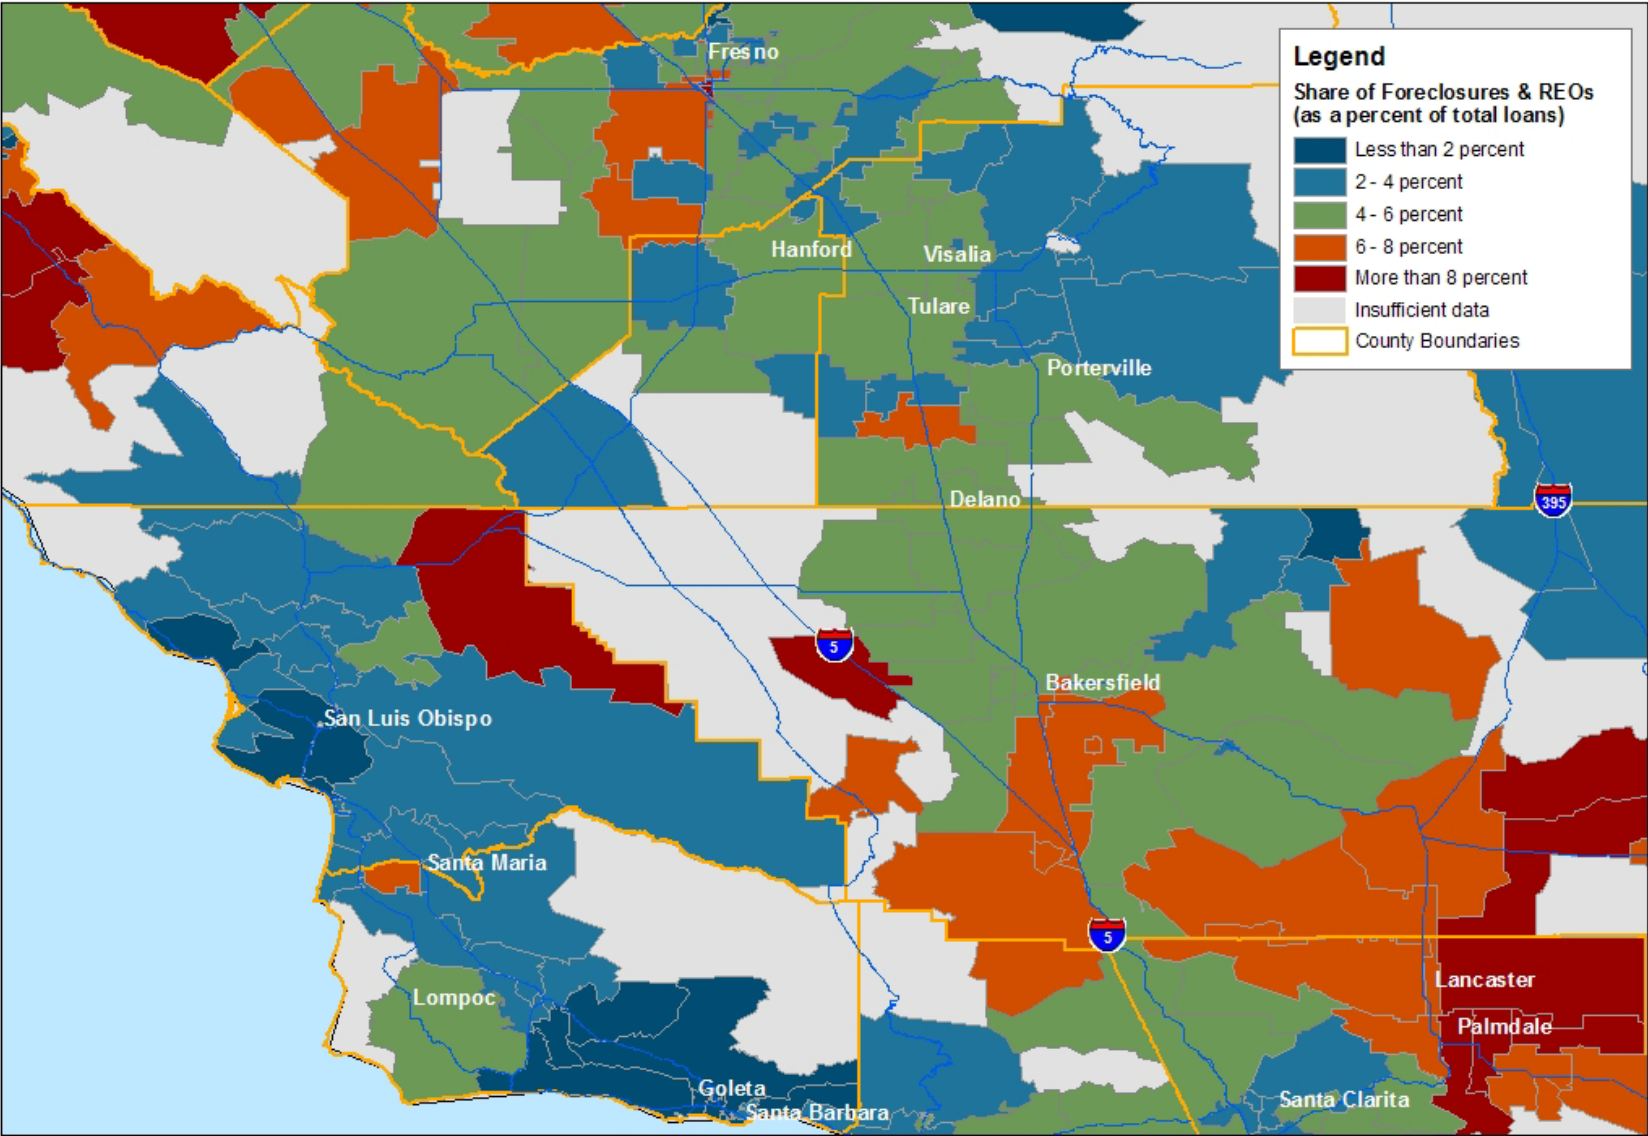 Fresno
Legend
Share of Foreclosures & REOs
(as a percent of total loans)
Less than 2 percent
2 - 4 percent
4 - 6 percent
6 - 8 percent
More than 8 percent
Insufficient data
County Boundaries
Hanford
Visalia
Tulare
Porterville
Delano
395
5
Bakersfield
San Luis Obispo
Santa Maria
5
Lancaster
Lompoc
Palmdale
Goleta
Santa Clarita
Santa Barbara